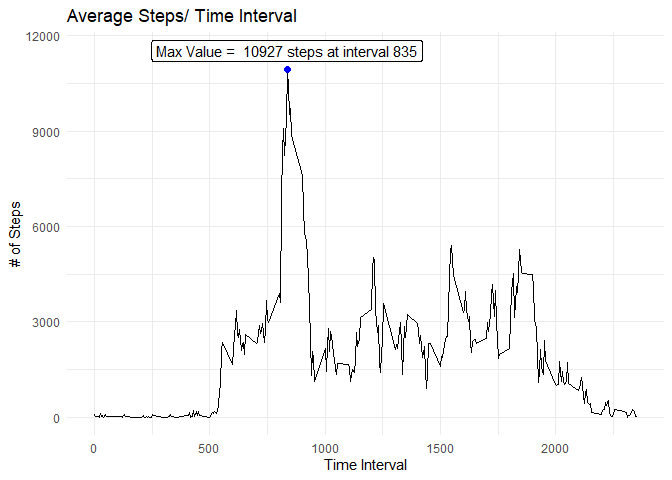 Average Steps/ Time Interval
Max Value =  10927 steps at interval 835
# of Steps
12000
9000
6000
3000
0
0 500 1000 1500 2000
Time Interval